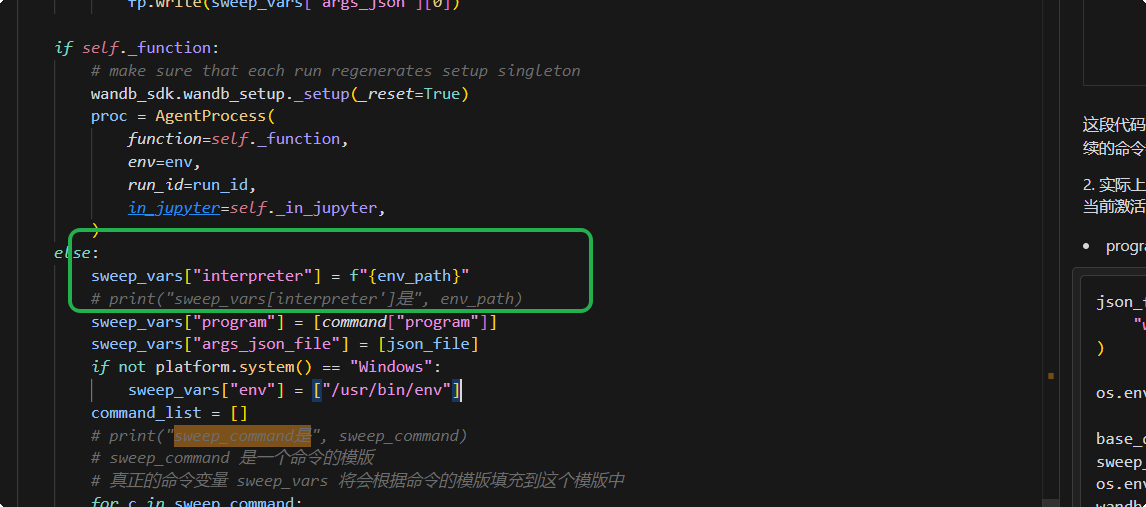 fp.write(sweep_vars["args_json"][0])
if self._function:
# make sure that each run regenerates setup singleton
wandb_sdk.wandb_setup._setup(_reset=True)
proc = AgentProcess(
function=self._function,
env=env,
run_id=run_id,
in_jupyter=self._in_jupyter,
)
else:
sweep_vars["interpreter"] = f"{env_path}"
# print("sweep_vars[interpreter']是", env_path)
sweep_vars["program"] = [command["program"]]
sweep_vars["args_json_file"] = [json_file]
if not platform.system() == "Windows":
sweep_vars["env"] = ["/usr/bin/env"]
command_list = []
# print("sweep_command是", sweep_command)
# sweep_command 是一个命令的模版
# 真正的命令变量 sweep_vars 将会根据命令的模版填充到这个模版中
for c in sweep_command:
这段代码
续的命令
2. 实际上
当前激活
• progra
json_
"w
)
os.env
base_c
sweep_
os.env
wandb